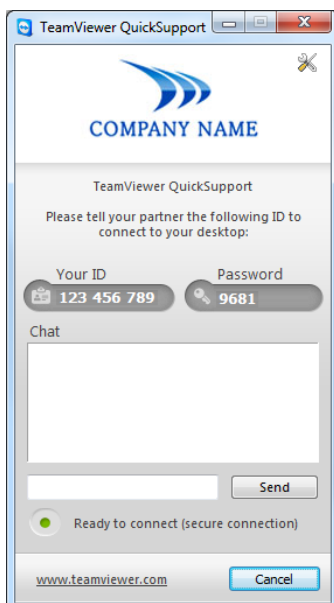 TeamViewer QuickSupport
COMPANY NAME
TeamViewer QuickSupport
Please tell your partner the following ID to
connect to your desktop:
Your ID
Password
123 456 789
9681
Chat
Send
Ready to connect (secure connection)
www.teamviewer.com
Cancel